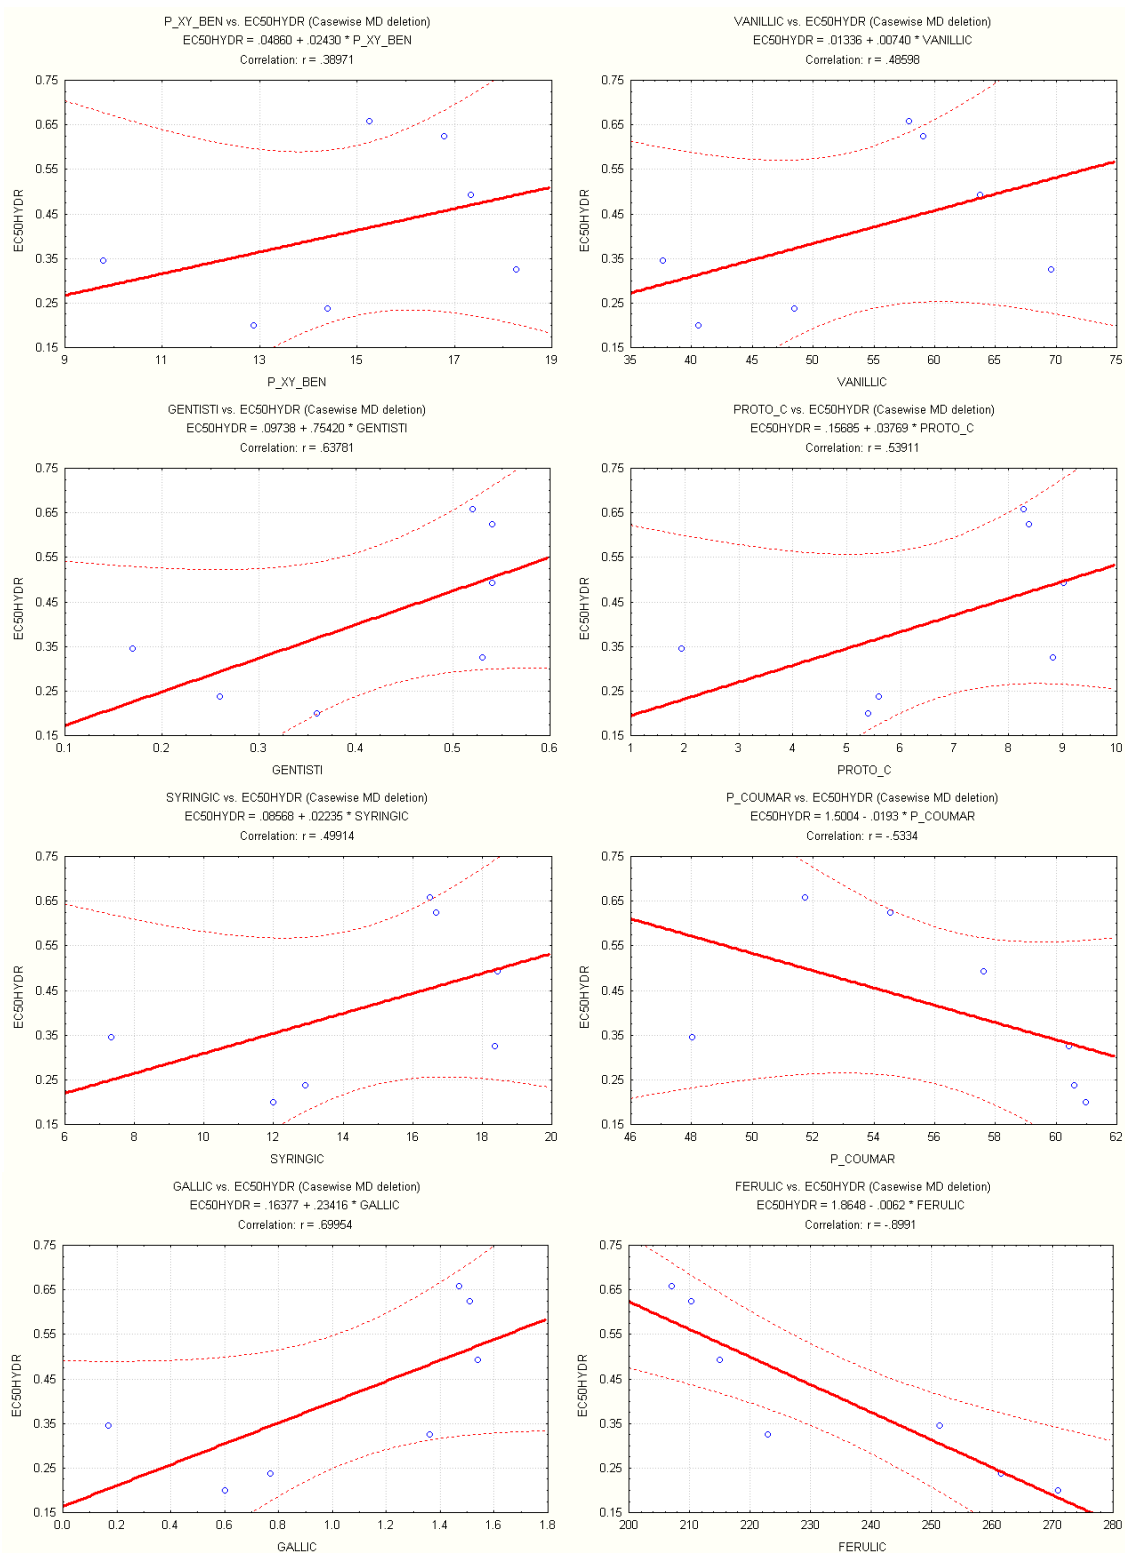 P_XY_BEN vs. EC50HYDR (Casewise MD deletion)
EC50HYDR = .04860 + .02430 * P_XY_BEN
Correlation: r = .38971
0.75
0.65
0.55
0.45
0.35
0.25
0.15
EC50HYDR
9 11 13 15 17 19
P_XY_BEN
VANILLIC vs. EC50HYDR (Casewise MD deletion)
EC50HYDR = .01336 + .00740 * VANILLIC
Correlation: r = .48598
0.75
0.65
0.55
0.45
0.35
0.25
0.15
EC50HYDR
35 40 45 50 55 60 65 70 75
VANILLIC
GENTISTI vs. EC50HYDR (Casewise MD deletion)
EC50HYDR = .09738 + .75420 * GENTISTI
Correlation: r = .63781
0.75
0.65
0.55
0.45
0.35
0.25
0.15
EC50HYDR
0.1 0.2 0.3 0.4 0.5 0.6
GENTISTI
PROTO_C vs. EC50HYDR (Casewise MD deletion)
EC50HYDR = .15685 + .03769 * PROTO_C
Correlation: r = .53911
0.75
0.65
0.55
0.45
0.35
0.25
0.15
EC50HYDR
1 2 3 4 5 6 7 8 9 10
PROTO_C
SYRINGIC vs. EC50HYDR (Casewise MD deletion)
EC50HYDR = .08568 + .02235 * SYRINGIC
Correlation: r = .49914
0.75
0.65
0.55
0.45
0.35
0.25
0.15
EC50HYDR
6 8 10 12 14 16 18 20
SYRINGIC
P_COUMAR vs. EC50HYDR (Casewise MD deletion)
EC50HYDR = 1.5004 - .0193 * P_COUMAR
Correlation: r = -.5334
0.75
0.65
0.55
0.45
0.35
0.25
0.15
EC50HYDR
46 48 50 52 54 56 58 60 62
P_COUMAR
GALLIC vs. EC50HYDR (Casewise MD deletion)
EC50HYDR = .16377 + .23416 * GALLIC
Correlation: r = .69954
0.75
0.65
0.55
0.45
0.35
0.25
0.15
EC50HYDR
0.0 0.2 0.4 0.6 0.8 1.0 1.2 1.4 1.6 1.8
GALLIC
FERULIC vs. EC50HYDR (Casewise MD deletion)
EC50HYDR = 1.8648 - .0062 * FERULIC
Correlation: r = -.8991
0.75
0.65
0.55
0.45
0.35
0.25
0.15
EC50HYDR
200 210 220 230 240 250 260 270 280
FERULIC